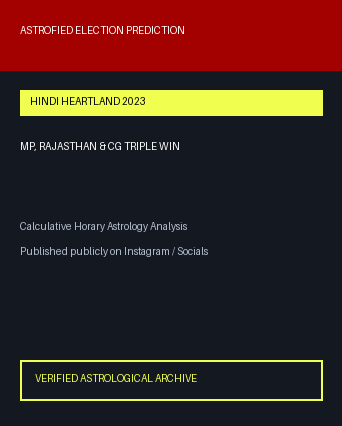 ASTROFIED ELECTION PREDICTION
HINDI HEARTLAND 2023
MP, RAJASTHAN & CG TRIPLE WIN
Calculative Horary Astrology Analysis
Published publicly on Instagram / Socials
VERIFIED ASTROLOGICAL ARCHIVE